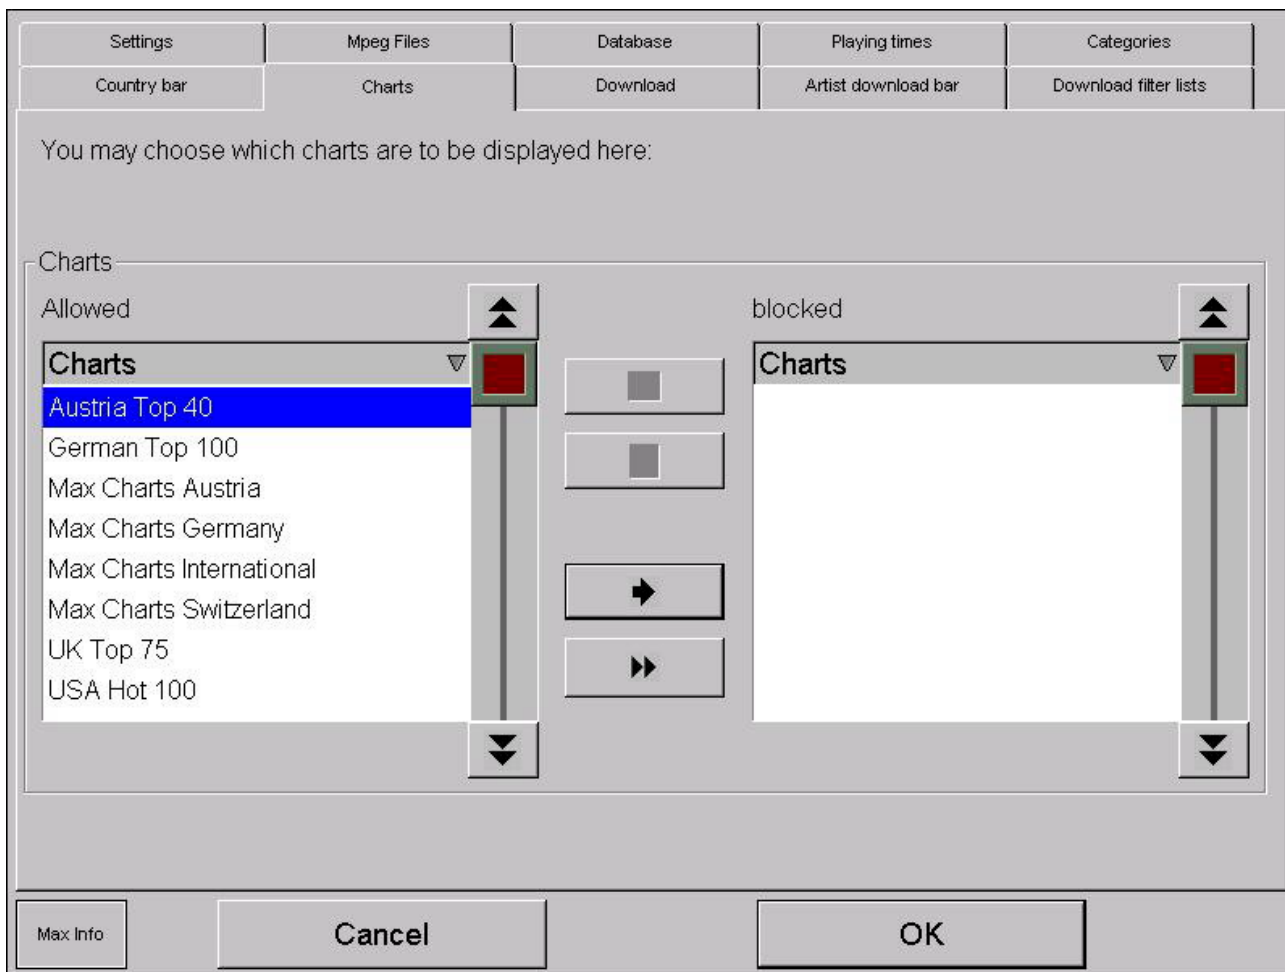 Settings Mpeg Files Database Playing times Categories
Country bar Charts Download Artist download bar Download filter lists
You may choose which charts are to be displayed here:
Charts
Allowed blocked
Charts Charts
Austria Top 40
German Top 100
Max Charts Austria
Max Charts Germany
Max Charts International
Max Charts Switzerland
UK Top 75
USA Hot 100
Max Info Cancel OK